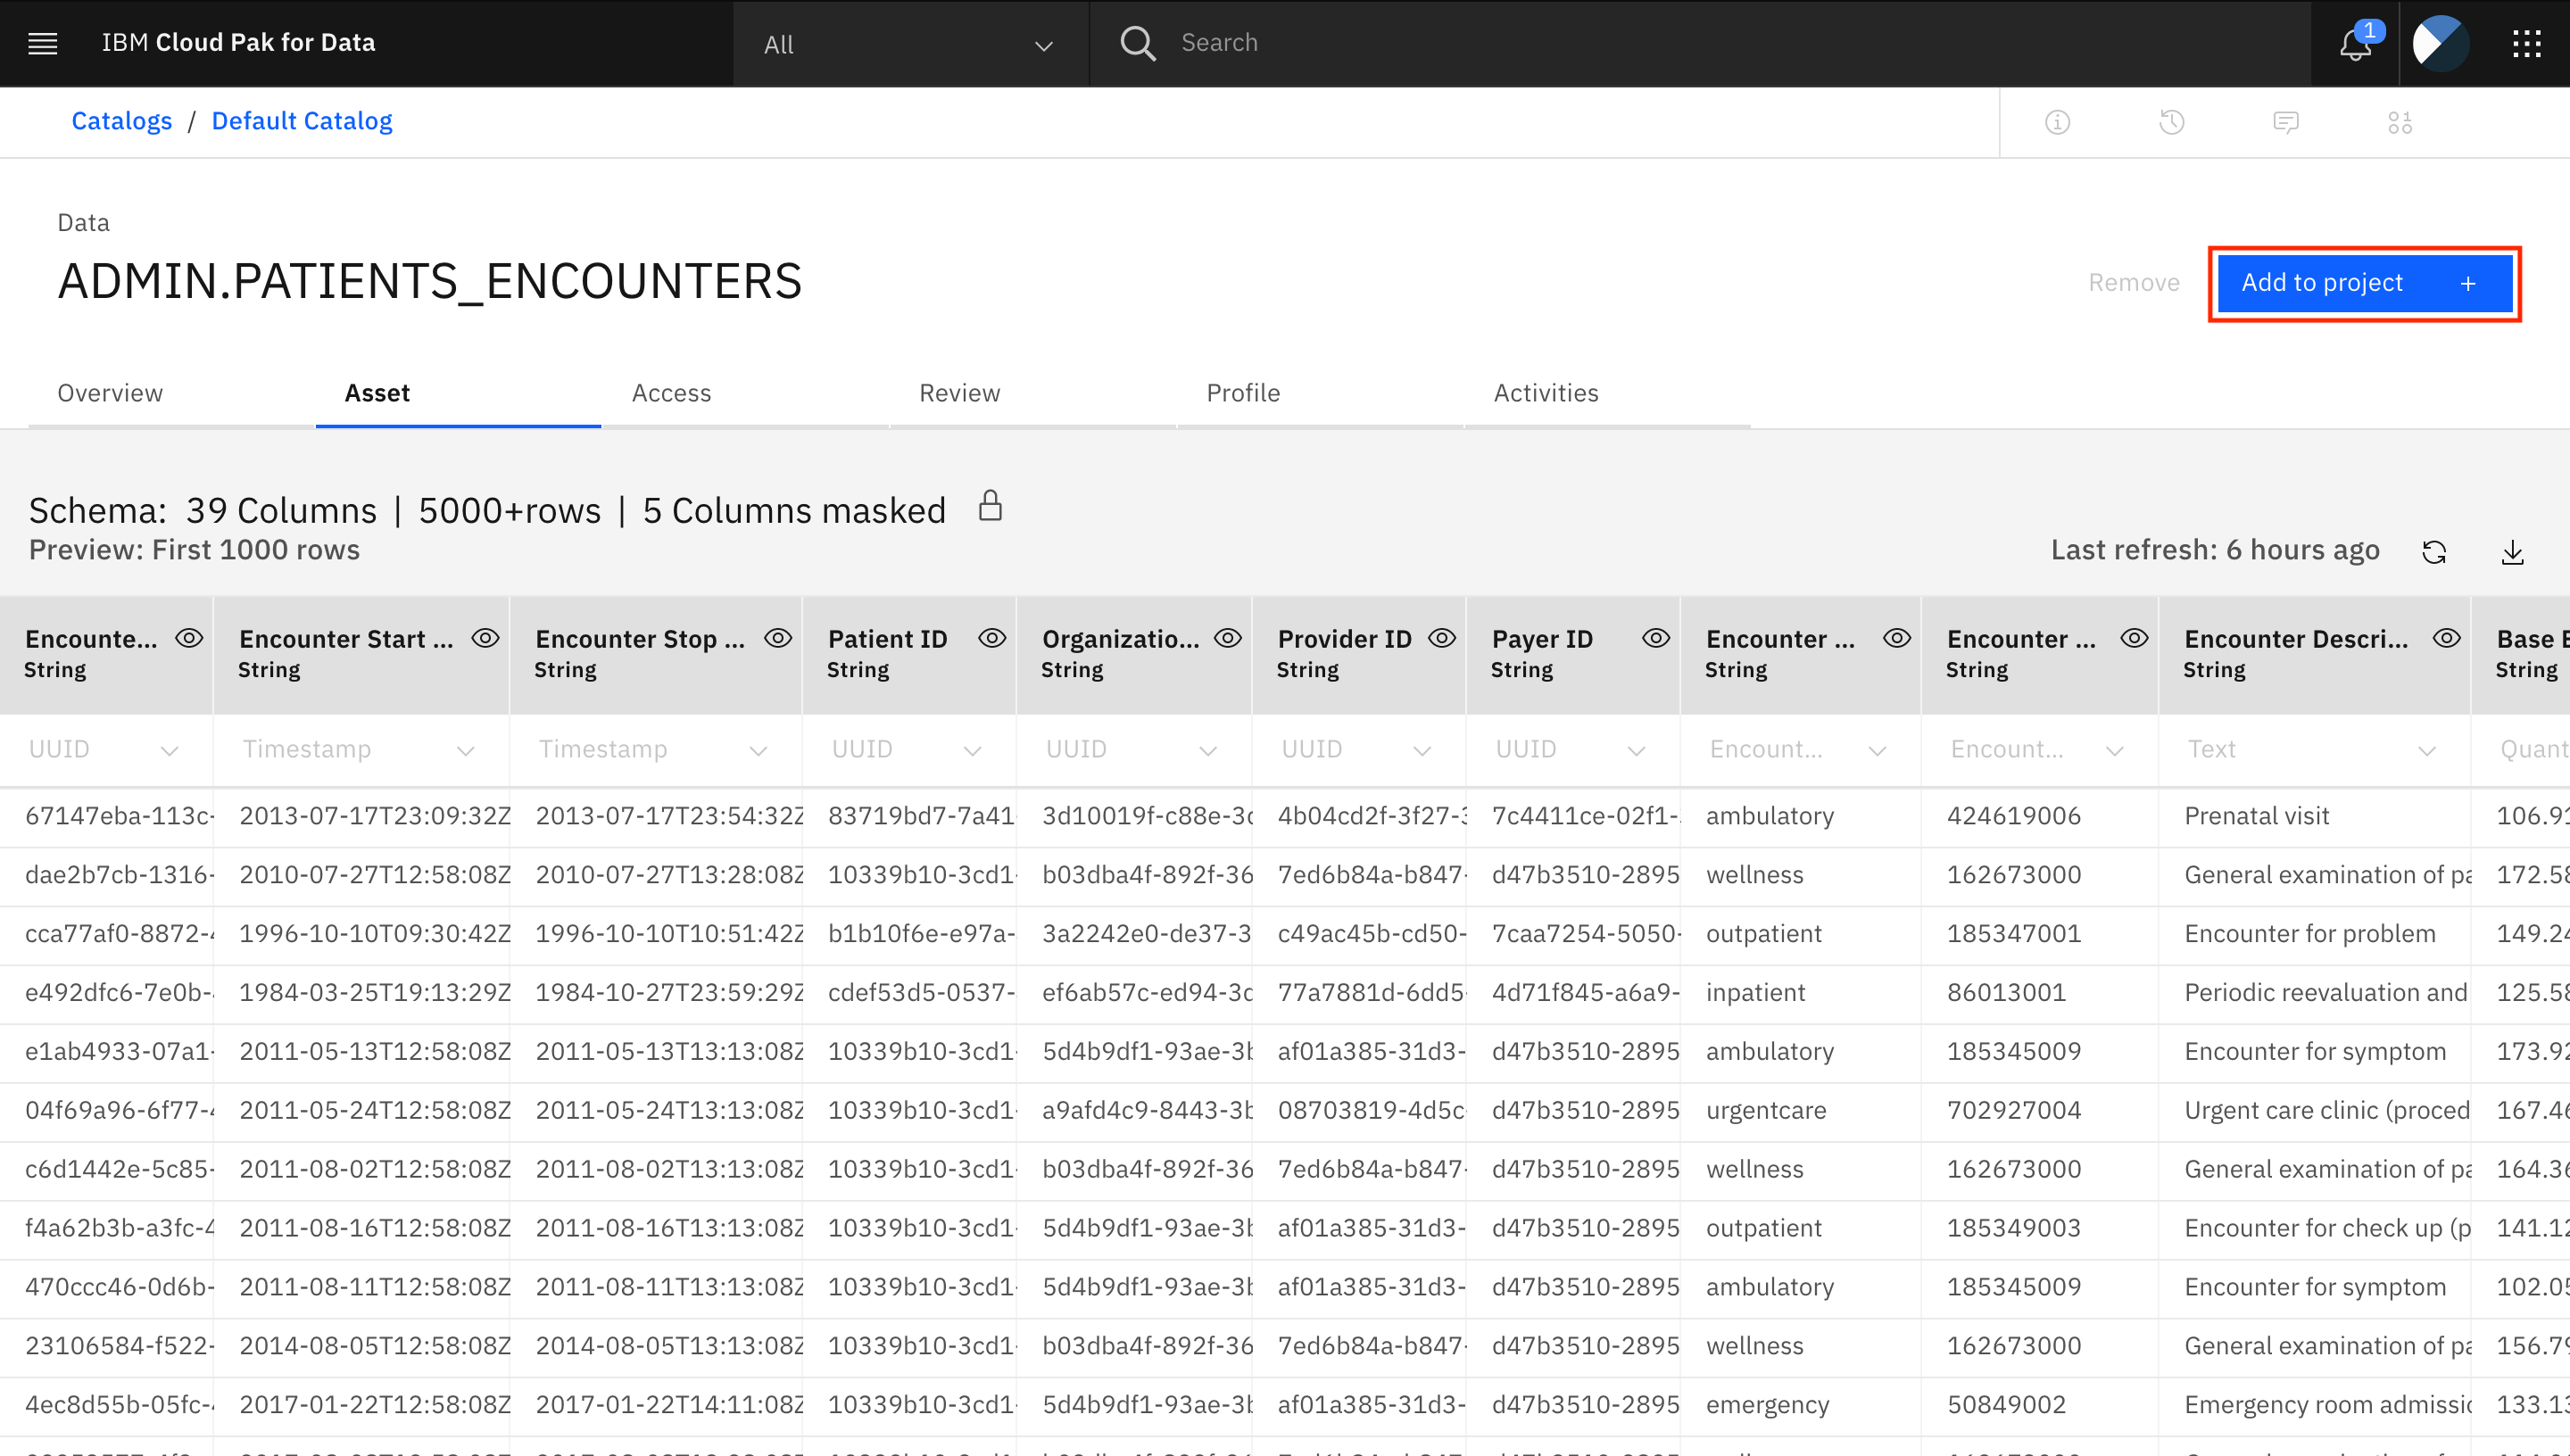 IBM Cloud Pak for Data All Search 1
Catalogs / Default Catalog
Data
ADMIN.PATIENTS_ENCOUNTERS
Remove Add to project +
Overview Asset Access Review Profile Activities
Schema: 39 Columns | 5000+rows | 5 Columns masked
Preview: First 1000 rows Last refresh: 6 hours ago
Encounte... Encounter Start ... Encounter Stop ... Patient ID Organizatio... Provider ID Payer ID Encounter ... Encounter ... Encounter Descri... Base
String String String String String String String String String String String
UUID Timestamp Timestamp UUID UUID UUID UUID Encount... Encount... Text Quant
67147eba-113c- 2013-07-17T23:09:32Z 2013-07-17T23:54:32Z 83719bd7-7a41 3d10019f-c88e-3 4b04cd2f-3f27- 7c4411ce-02f1- ambulatory 424619006 Prenatal visit 106.91
dae2b7cb-1316- 2010-07-27T12:58:08Z 2010-07-27T13:28:08Z 10339b10-3cd1- b03dba4f-892f-36 7ed6b84a-b847- d47b3510-2895 wellness 162673000 General examination of pa 172.58
cca77af0-8872-4 1996-10-10T09:30:42Z 1996-10-10T10:51:42Z b1b10f6e-e97a- 3a2242e0-de37-3 c49ac45b-cd50- 7caa7254-5050- outpatient 185347001 Encounter for problem 149.24
e492dfc6-7e0b- 1984-03-25T19:13:29Z 1984-10-27T23:59:29Z cdef53d5-0537- ef6ab57c-ed94-3 77a7881d-6dd5- 4d71f845-a6a9- inpatient 86013001 Periodic reevaluation and 125.58
e1ab4933-07a1- 2011-05-13T12:58:08Z 2011-05-13T13:13:08Z 10339b10-3cd1- 5d4b9df1-93ae-3b af01a385-31d3- d47b3510-2895 ambulatory 185345009 Encounter for symptom 173.92
04f69a96-6f77-4 2011-05-24T12:58:08Z 2011-05-24T13:13:08Z 10339b10-3cd1- a9afd4c9-8443-3b 08703819-4d5c- d47b3510-2895 urgentcare 702927004 Urgent care clinic (proced 167.46
c6d1442e-5c85- 2011-08-02T12:58:08Z 2011-08-02T13:13:08Z 10339b10-3cd1- b03dba4f-892f-36 7ed6b84a-b847- d47b3510-2895 wellness 162673000 General examination of pa 164.36
f4a62b3b-a3fc-4 2011-08-16T12:58:08Z 2011-08-16T13:13:08Z 10339b10-3cd1- 5d4b9df1-93ae-3b af01a385-31d3- d47b3510-2895 outpatient 185349003 Encounter for check up (p 141.12
470ccc46-0d6b- 2011-08-11T12:58:08Z 2011-08-11T13:13:08Z 10339b10-3cd1- 5d4b9df1-93ae-3b af01a385-31d3- d47b3510-2895 ambulatory 185345009 Encounter for symptom 102.05
23106584-f522- 2014-08-05T12:58:08Z 2014-08-05T13:13:08Z 10339b10-3cd1- b03dba4f-892f-36 7ed6b84a-b847- d47b3510-2895 wellness 162673000 General examination of pa 156.79
4ec8d55b-05fc- 2017-01-22T12:58:08Z 2017-01-22T14:11:08Z 10339b10-3cd1- 5d4b9df1-93ae-3b af01a385-31d3- d47b3510-2895 emergency 50849002 Emergency room admissi 133.13